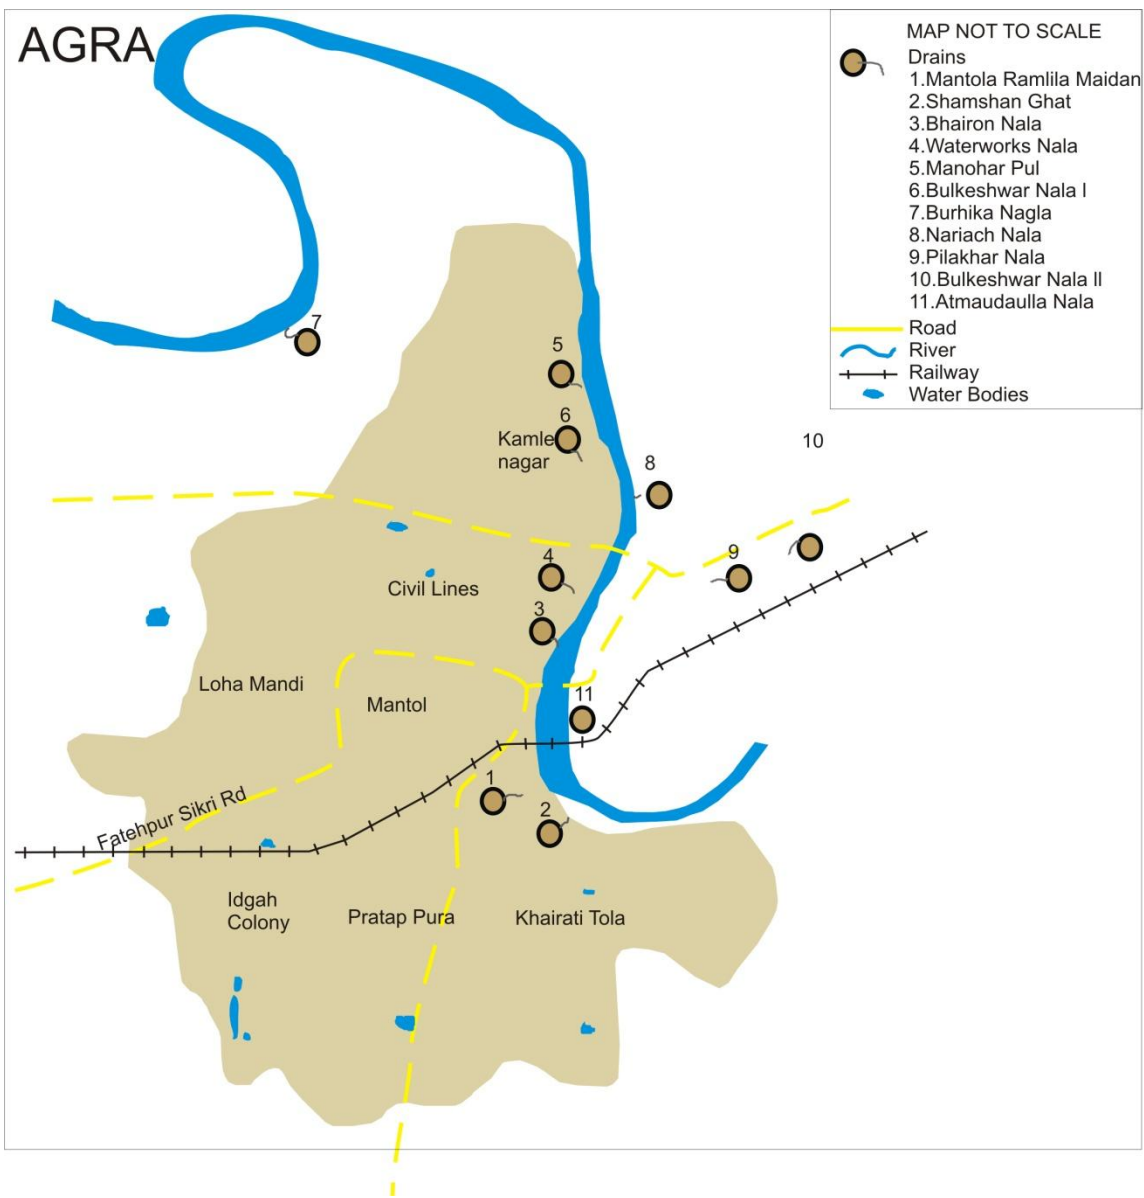 AGRA
MAP NOT TO SCALE
Drains
1.Mantola Ramlila Maidan
2.Shamshan Ghat
3.Bhairon Nala
4.Waterworks Nala
5.Manohar Pul
6.Bulkeshwar Nala I
7.Burhika Nagla
8.Nariach Nala
9.Pilakhar Nala
10.Bulkeshwar Nala II
11.Atmaudaulla Nala
Road
River
Railway
Water Bodies
7
5
6
Kamle
nagar
8
10
9
4
Civil Lines
3
Loha Mandi
Mantol
11
1
2
Fatehpur Sikri Rd
Idgah
Colony
Pratap Pura
Khairati Tola